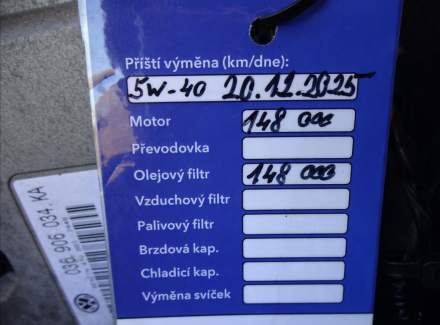 Příští výměna (km/dne):
5W-40 20.12.2025
Motor 148 000
Převodovka
Olejový filtr 148 000
Vzduchový filtr
Palivový filtr
Brzdová kap.
Chladicí kap.
Výměna svíček
036.906.034.KA